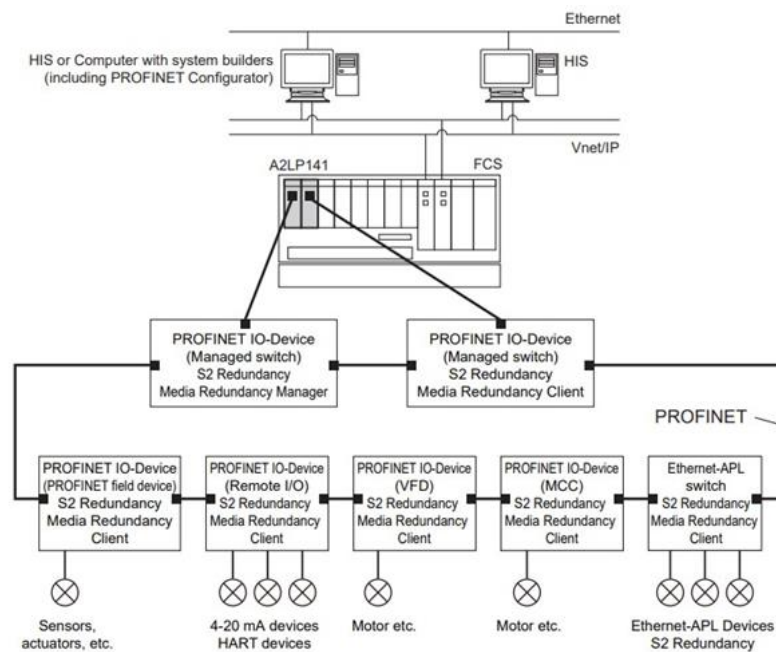 Ethernet
HIS or Computer with system builders
(including PROFINET Configurator)
HIS
Vnet/IP
A2LP141
FCS
PROFINET IO-Device
(Managed switch)
S2 Redundancy
Media Redundancy Manager
PROFINET IO-Device
(Managed switch)
S2 Redundancy
Media Redundancy Client
PROFINET
PROFINET IO-Device
(PROFINET field device)
S2 Redundancy
Media Redundancy
Client
PROFINET IO-Device
(Remote I/O)
S2 Redundancy
Media Redundancy
Client
PROFINET IO-Device
(VFD)
S2 Redundancy
Media Redundancy
Client
PROFINET IO-Device
(MCC)
S2 Redundancy
Media Redundancy
Client
Ethernet-APL
switch
S2 Redundancy
Media Redundancy
Client
Sensors,
actuators, etc.
4-20 mA devices
HART devices
Motor etc.
Motor etc.
Ethernet-APL Devices
S2 Redundancy